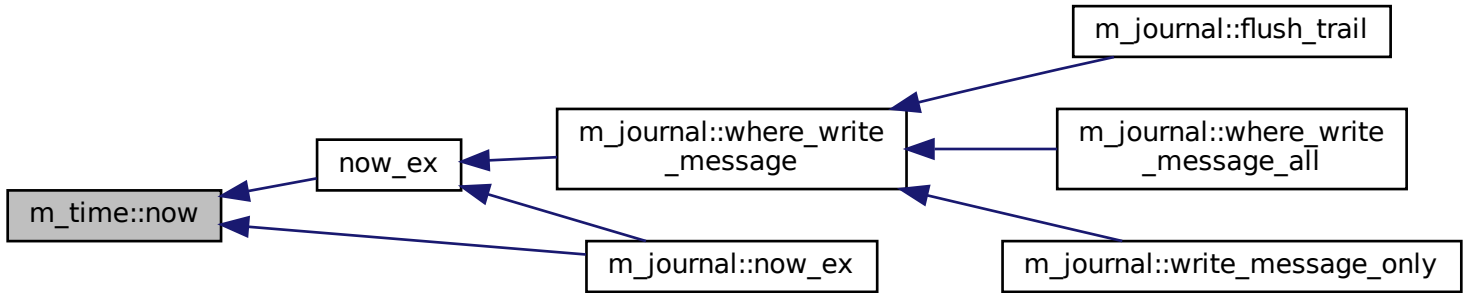 m_journal::flush_trail
m_journal::where_write
_message
m_journal::where_write
_message_all
now_ex
m_time::now
m_journal::now_ex
m_journal::write_message_only